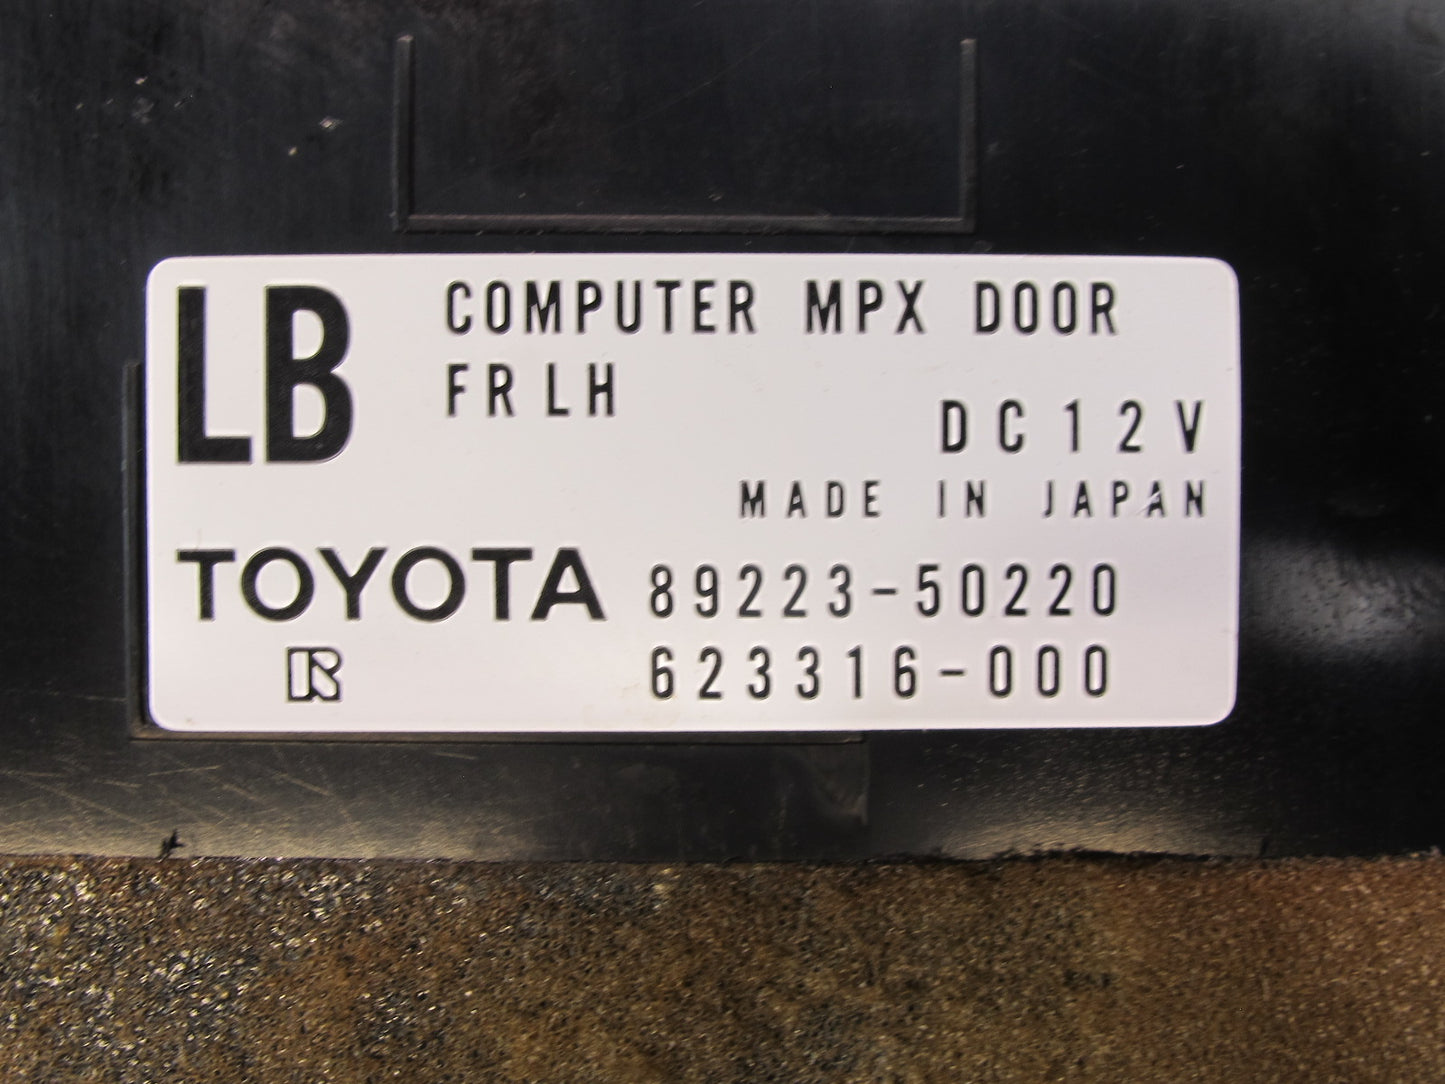 LB
COMPUTER MPX DOOR
FR LH
DC12V
MADE IN JAPAN
TOYOTA 89223-50220
R 623316-000